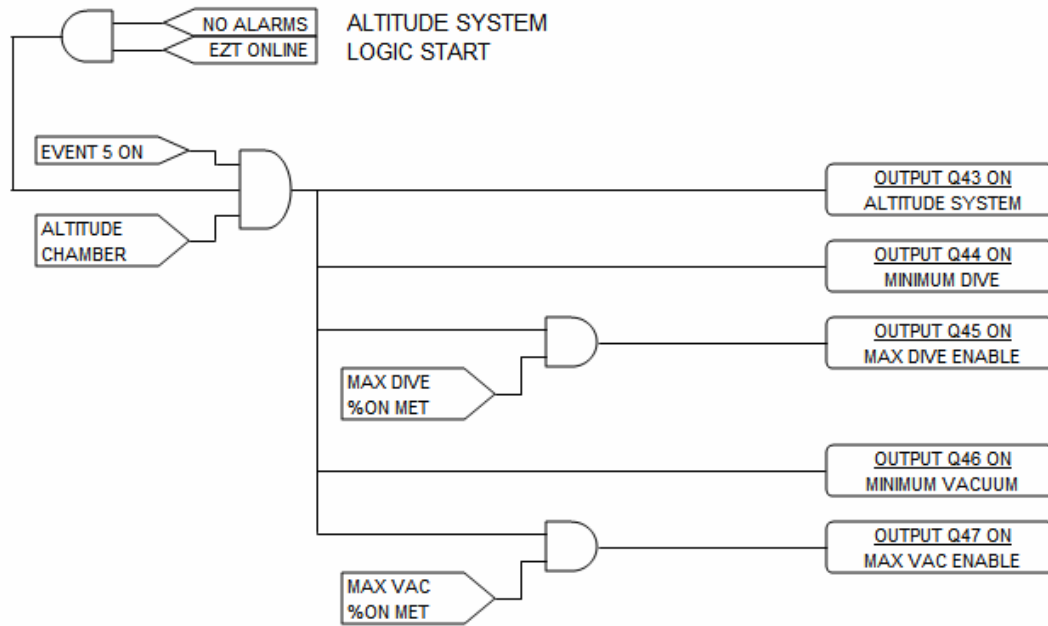 NO ALARMS
EZT ONLINE
ALTITUDE SYSTEM
LOGIC START
EVENT 5 ON
ALTITUDE
CHAMBER
OUTPUT Q43 ON
ALTITUDE SYSTEM
OUTPUT Q44 ON
MINIMUM DIVE
OUTPUT Q45 ON
MAX DIVE ENABLE
MAX DIVE
%ON MET
OUTPUT Q46 ON
MINIMUM VACUUM
OUTPUT Q47 ON
MAX VAC ENABLE
MAX VAC
%ON MET